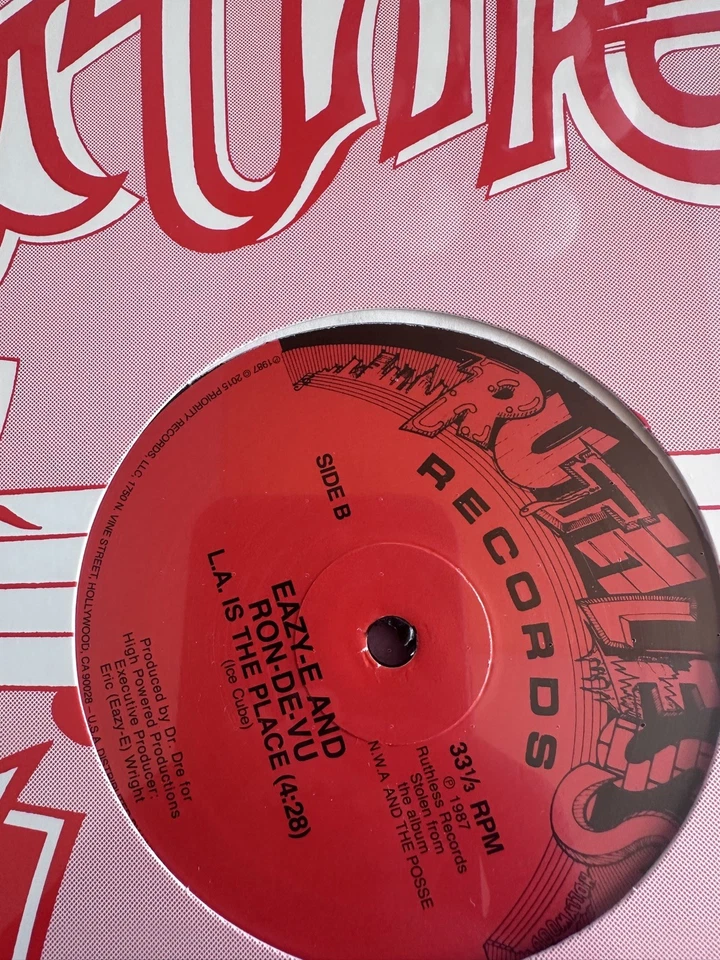 RUTHLESS
RECORDS
SIDE B
33 1/3 RPM
℗ 1987
Ruthless Records
Stolen from
the album
N.W.A. AND THE POSSE
EAZY-E AND
RON-DE-VU
L.A. IS THE PLACE (4:28)
(Ice Cube)
Produced by Dr. Dre for
High Powered Productions
Executive Producer:
Eric (Eazy-E) Wright
℗1987 © 2015 PRIORITY RECORDS, LLC, 1750 N. VINE STREET, HOLLYWOOD, CA 90028 – U.S.A.